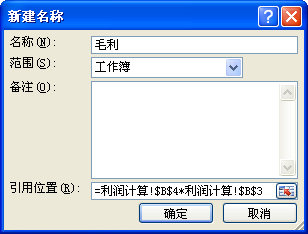 新建名称
名称(N):
毛利
范围(S):
工作簿
备注(O):
引用位置(R):
=利润计算!$B$4*利润计算!$B$3
确定
取消